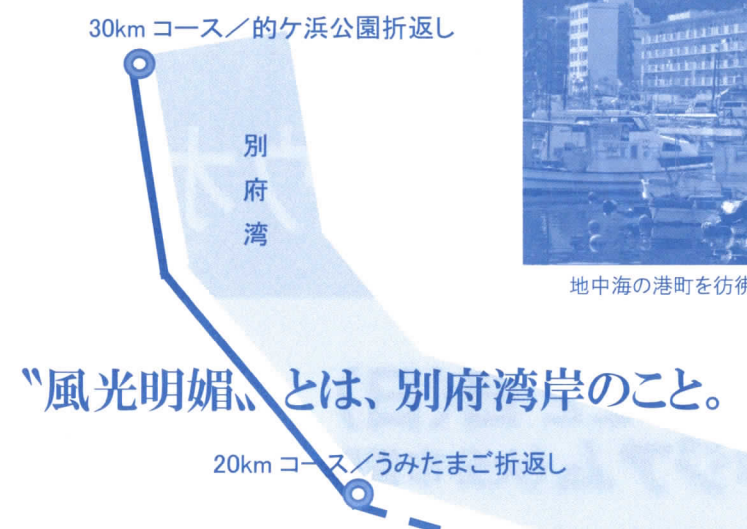 30km コース／的ケ浜公園折返し
別府湾
地中海の港町を彷彿
〝風光明媚〟とは、別府湾岸のこと。
20km コース／うみたまご折返し